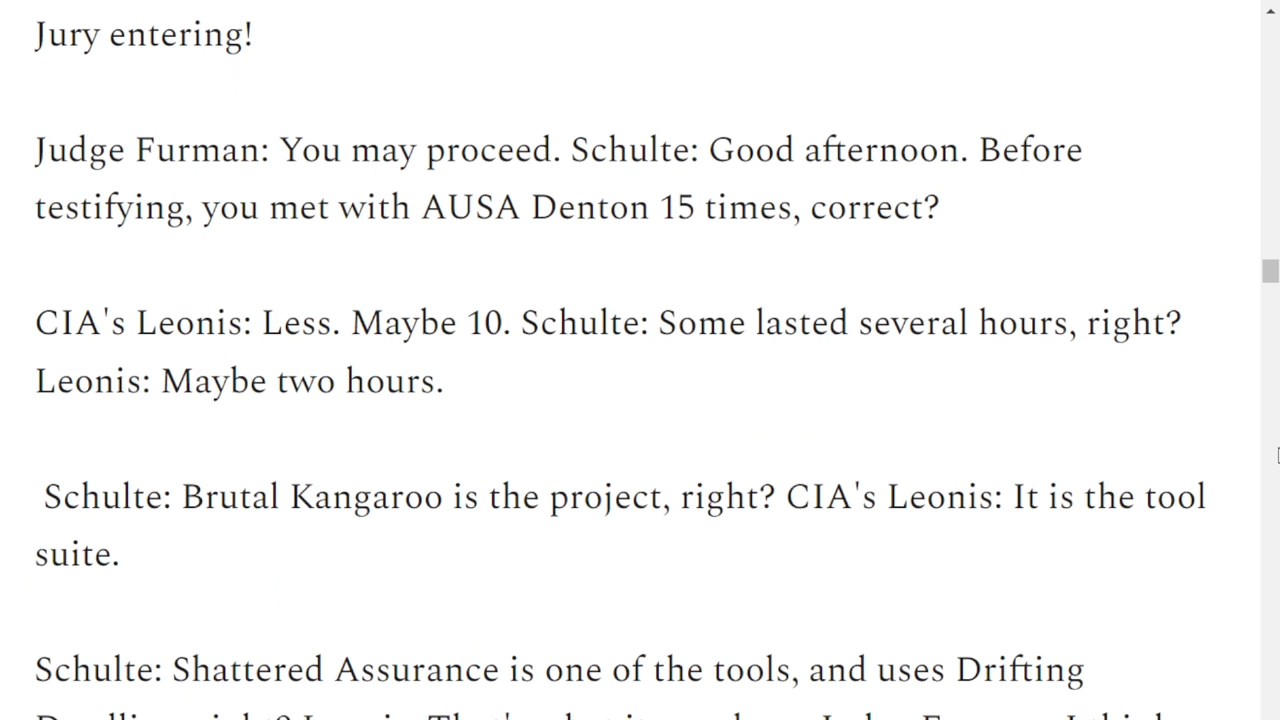 Jury entering!
Judge Furman: You may proceed. Schulte: Good afternoon. Before
testifying, you met with AUSA Denton 15 times, correct?
CIA's Leonis: Less. Maybe 10. Schulte: Some lasted several hours, right?
Leonis: Maybe two hours.
Schulte: Brutal Kangaroo is the project, right? CIA's Leonis: It is the tool
suite.
Schulte: Shattered Assurance is one of the tools, and uses Drifting